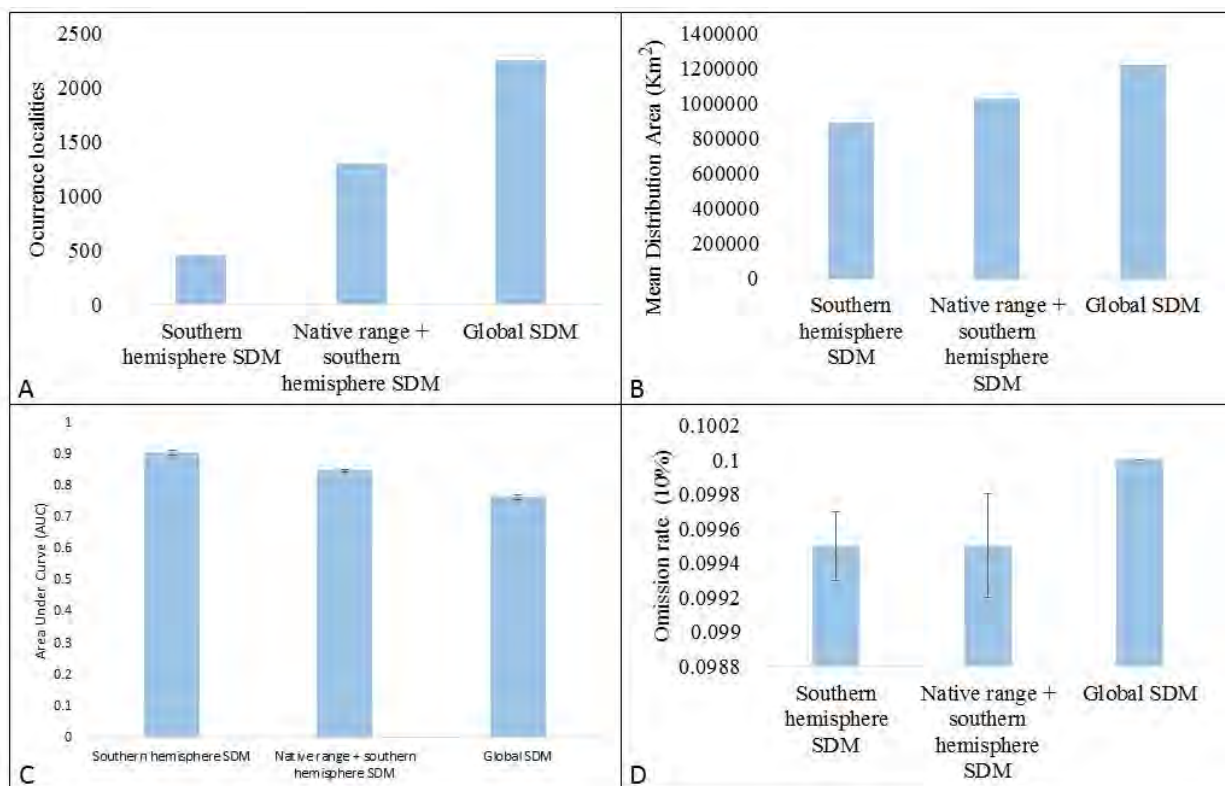 2500
2000
1500
1000
500
0
Ocurrence localities
Southern
hemisphere SDM
Native range +
southern
hemisphere SDM
Global SDM
A
1400000
1200000
1000000
800000
600000
400000
200000
0
Mean Distribution Area (Km²)
Southern
hemisphere
SDM
Native range +
southern
hemisphere
SDM
Global SDM
B
1
0.9
0.8
0.7
0.6
0.5
0.4
0.3
0.2
0.1
0
Area Under Curve (AUC)
Southern hemisphere SDM
Native range + southern
hemisphere SDM
Global SDM
C
0.1002
0.1
0.0998
0.0996
0.0994
0.0992
0.099
0.0988
Omission rate (10%)
Southern
hemisphere
SDM
Native range +
southern
hemisphere
SDM
Global SDM
D